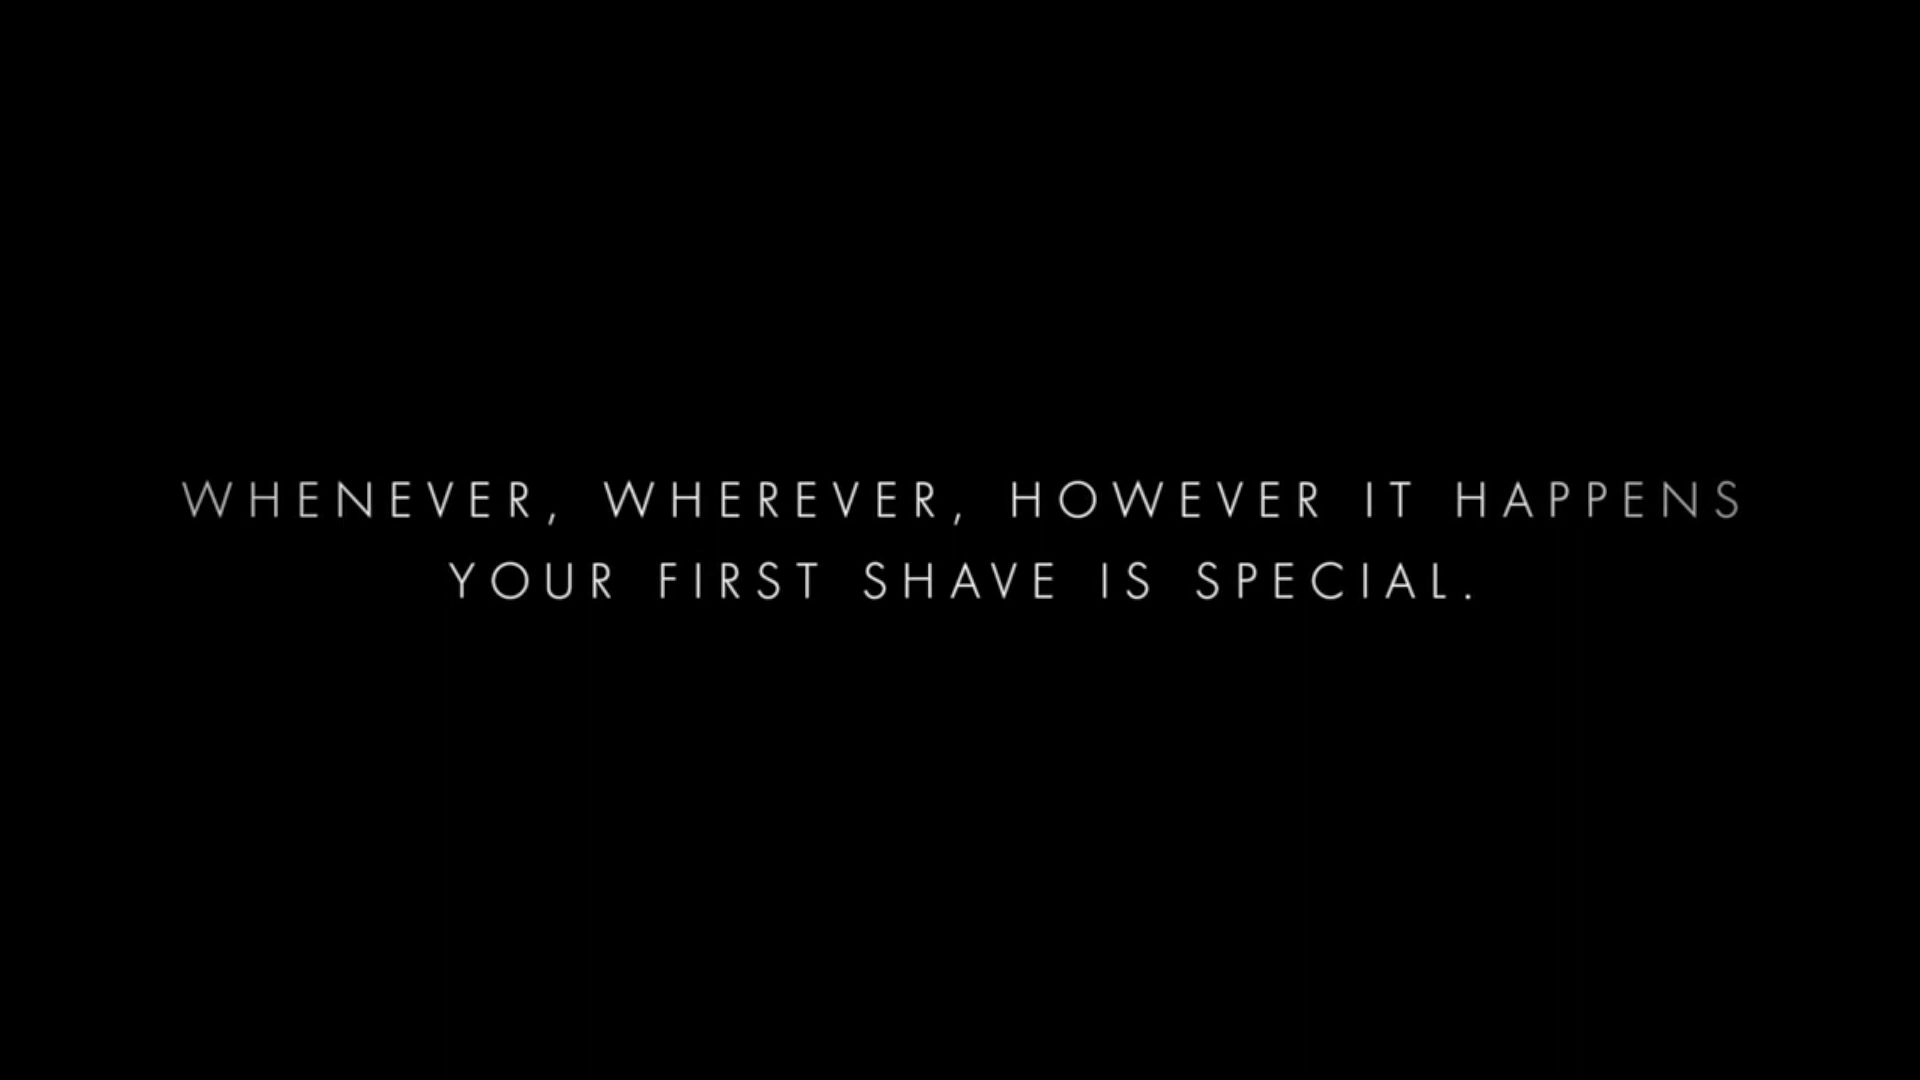 WHENEVER, WHEREVER, HOWEVER IT HAPPENS
YOUR FIRST SHAVE IS SPECIAL.